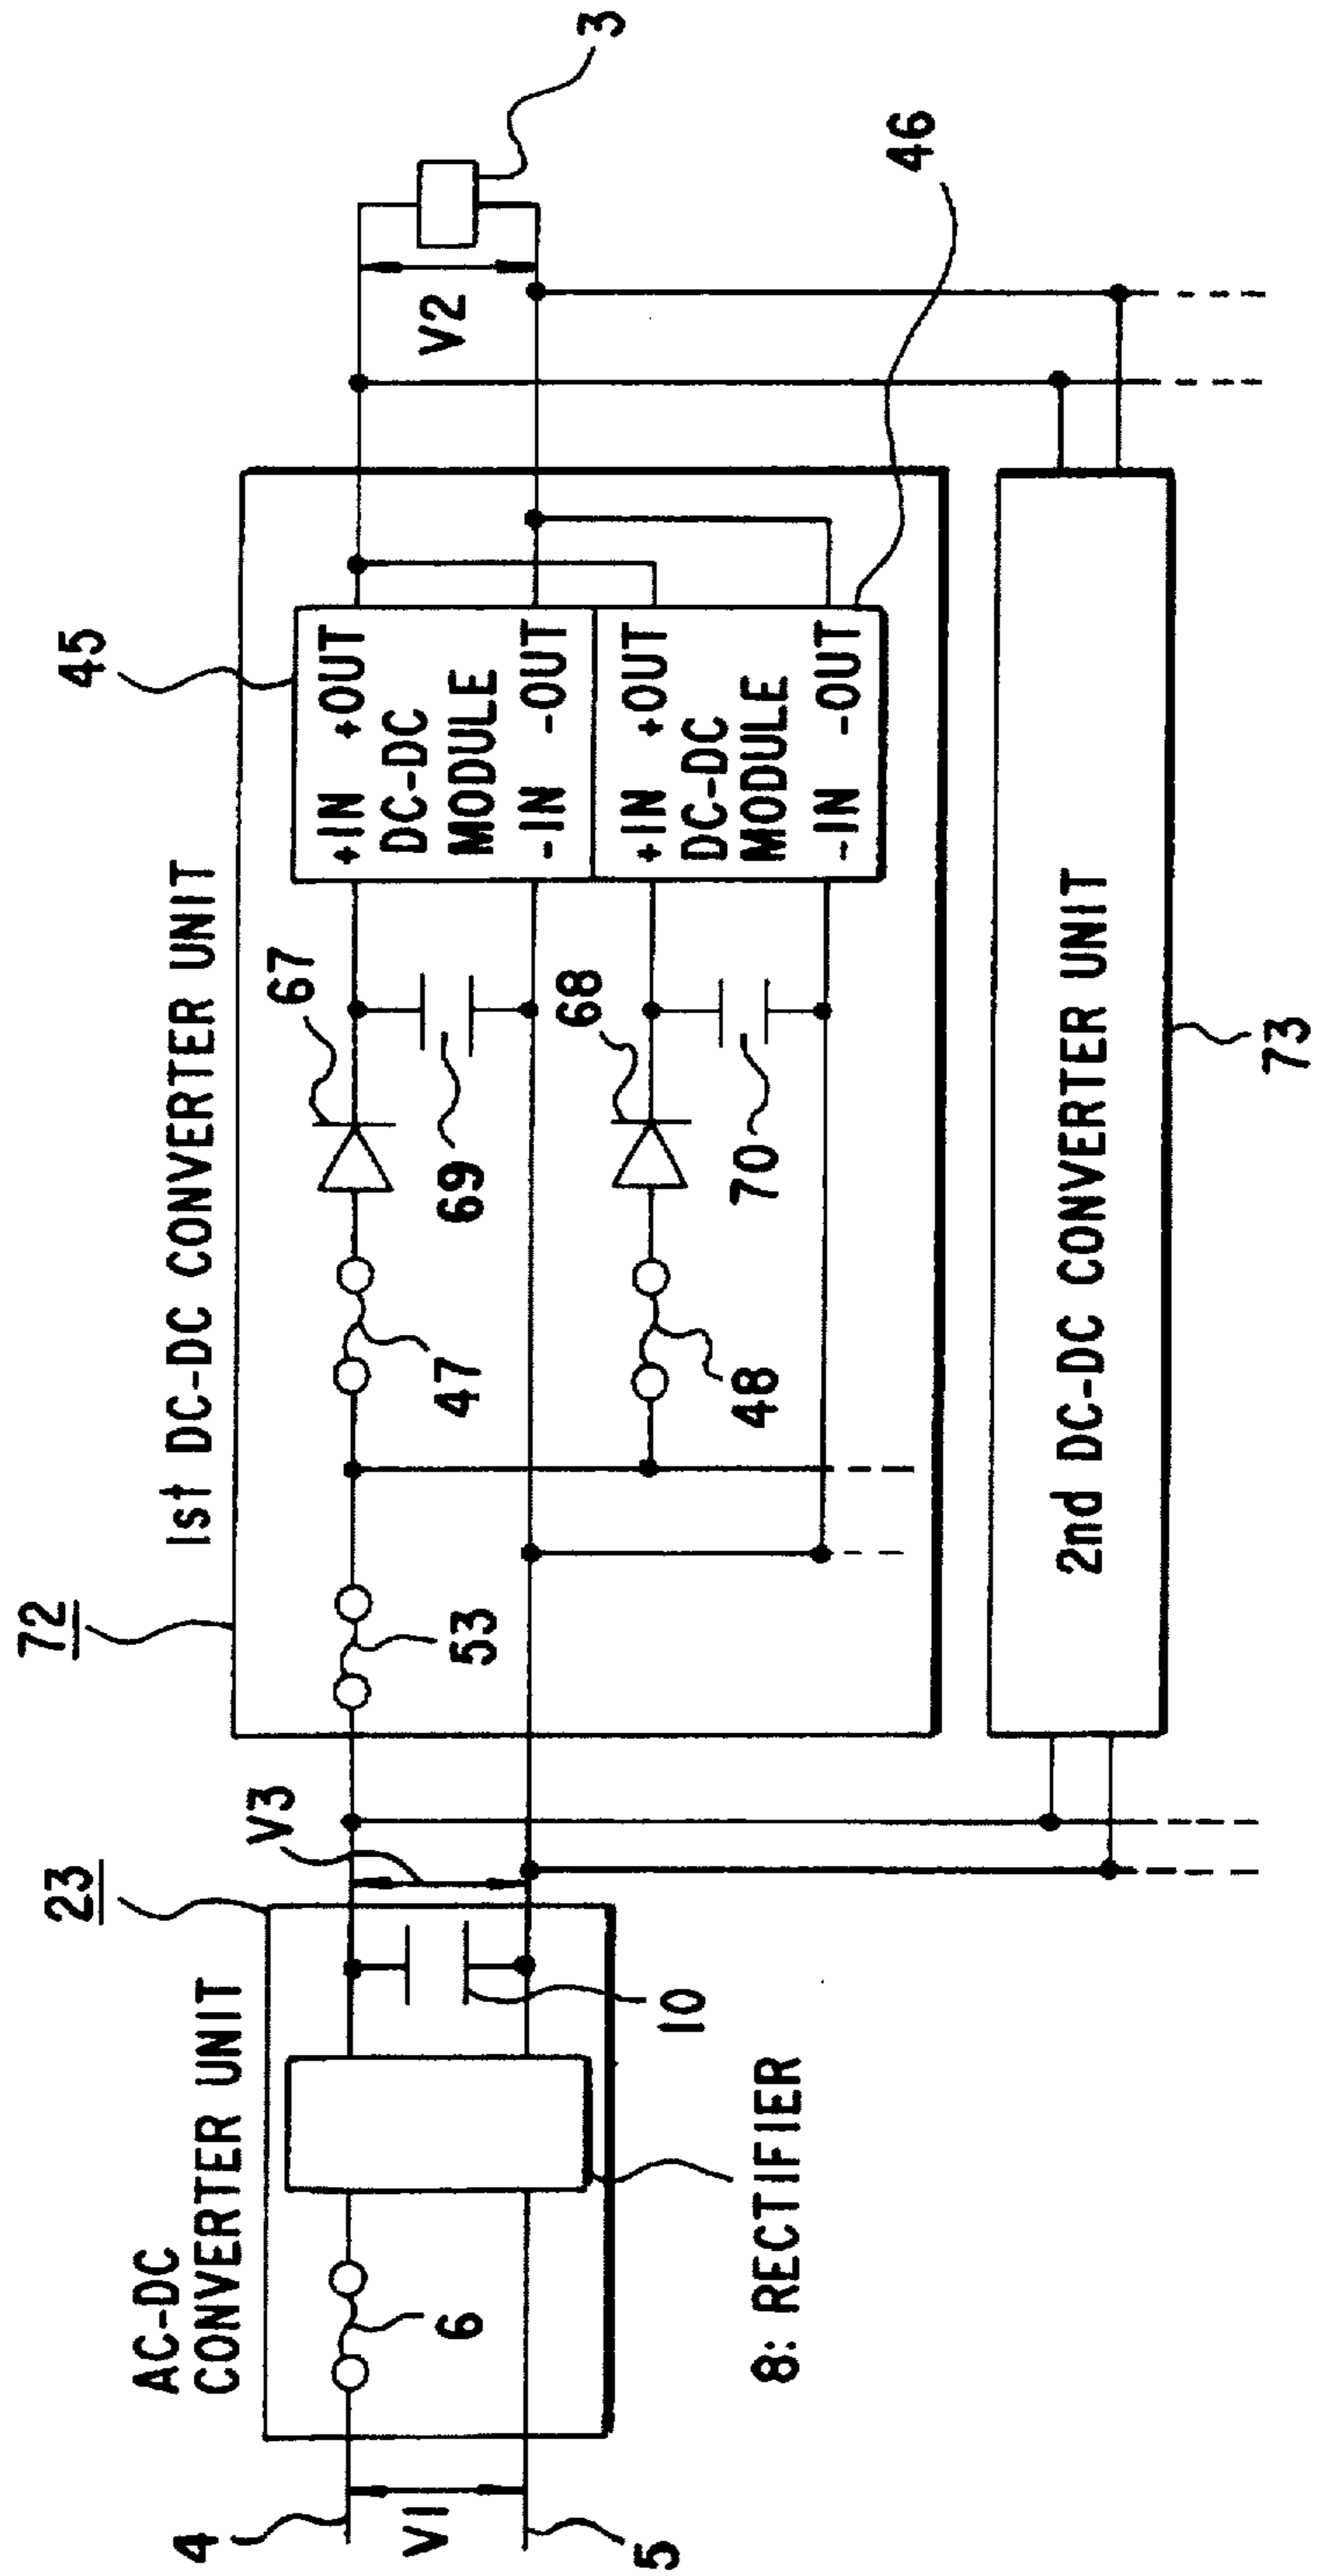 72
1st DC-DC CONVERTER UNIT
23
AC-DC
CONVERTER UNIT
4
V1
5
6
8: RECTIFIER
10
V3
53
47
67
69
48
68
70
45
+IN +OUT
DC-DC
MODULE
-IN -OUT
+IN +OUT
DC-DC
MODULE
-IN -OUT
46
V2
3
2nd DC-DC CONVERTER UNIT
73